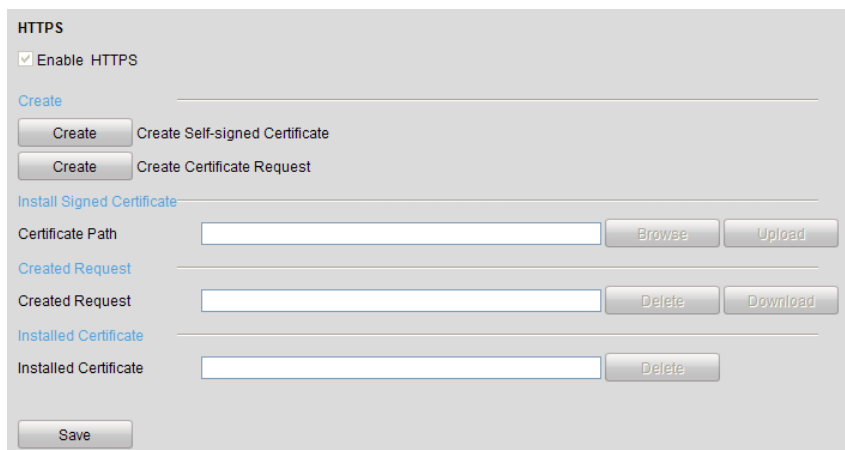 HTTPS
Enable HTTPS
Create
Create Create Self-signed Certificate
Create Create Certificate Request
Install Signed Certificate
Certificate Path Browse Upload
Created Request
Created Request Delete Download
Installed Certificate
Installed Certificate Delete
Save